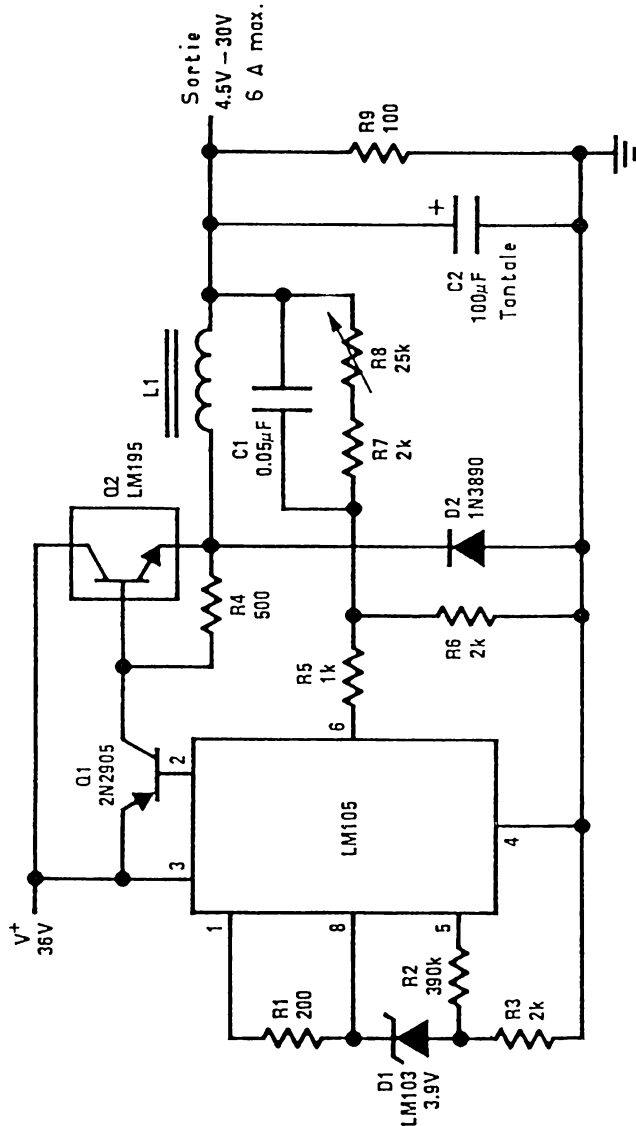 V+
36V
Q1
2N2905
Q2
LM195
L1
Sortie
4.5V – 30V
6 A max.
R4
500
C1
0.05µF
R7
2k
R8
25k
R9
100
C2
100µF
Tantale
+
D2
1N3890
R5
1k
R6
2k
LM105
3
2
1
8
5
6
4
R1
200
D1
LM103
3.9V
R2
390k
R3
2k